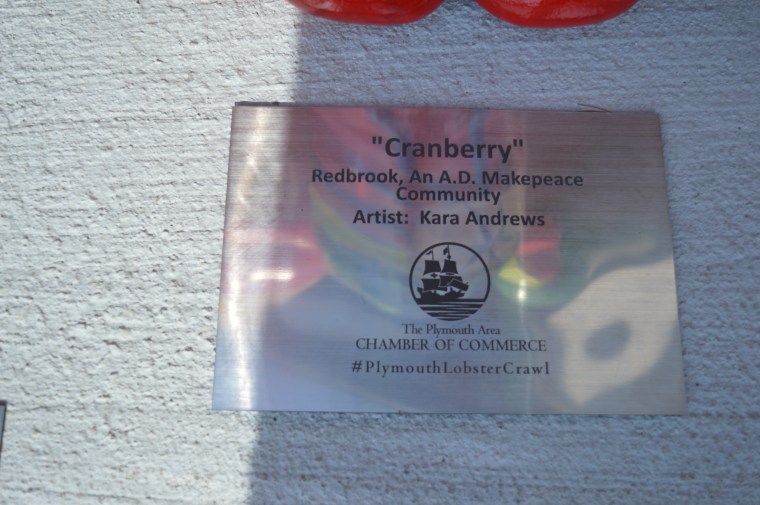 "Cranberry"
Redbrook, An A.D. Makepeace
Community
Artist: Kara Andrews
The Plymouth Area
CHAMBER OF COMMERCE
#PlymouthLobsterCrawl